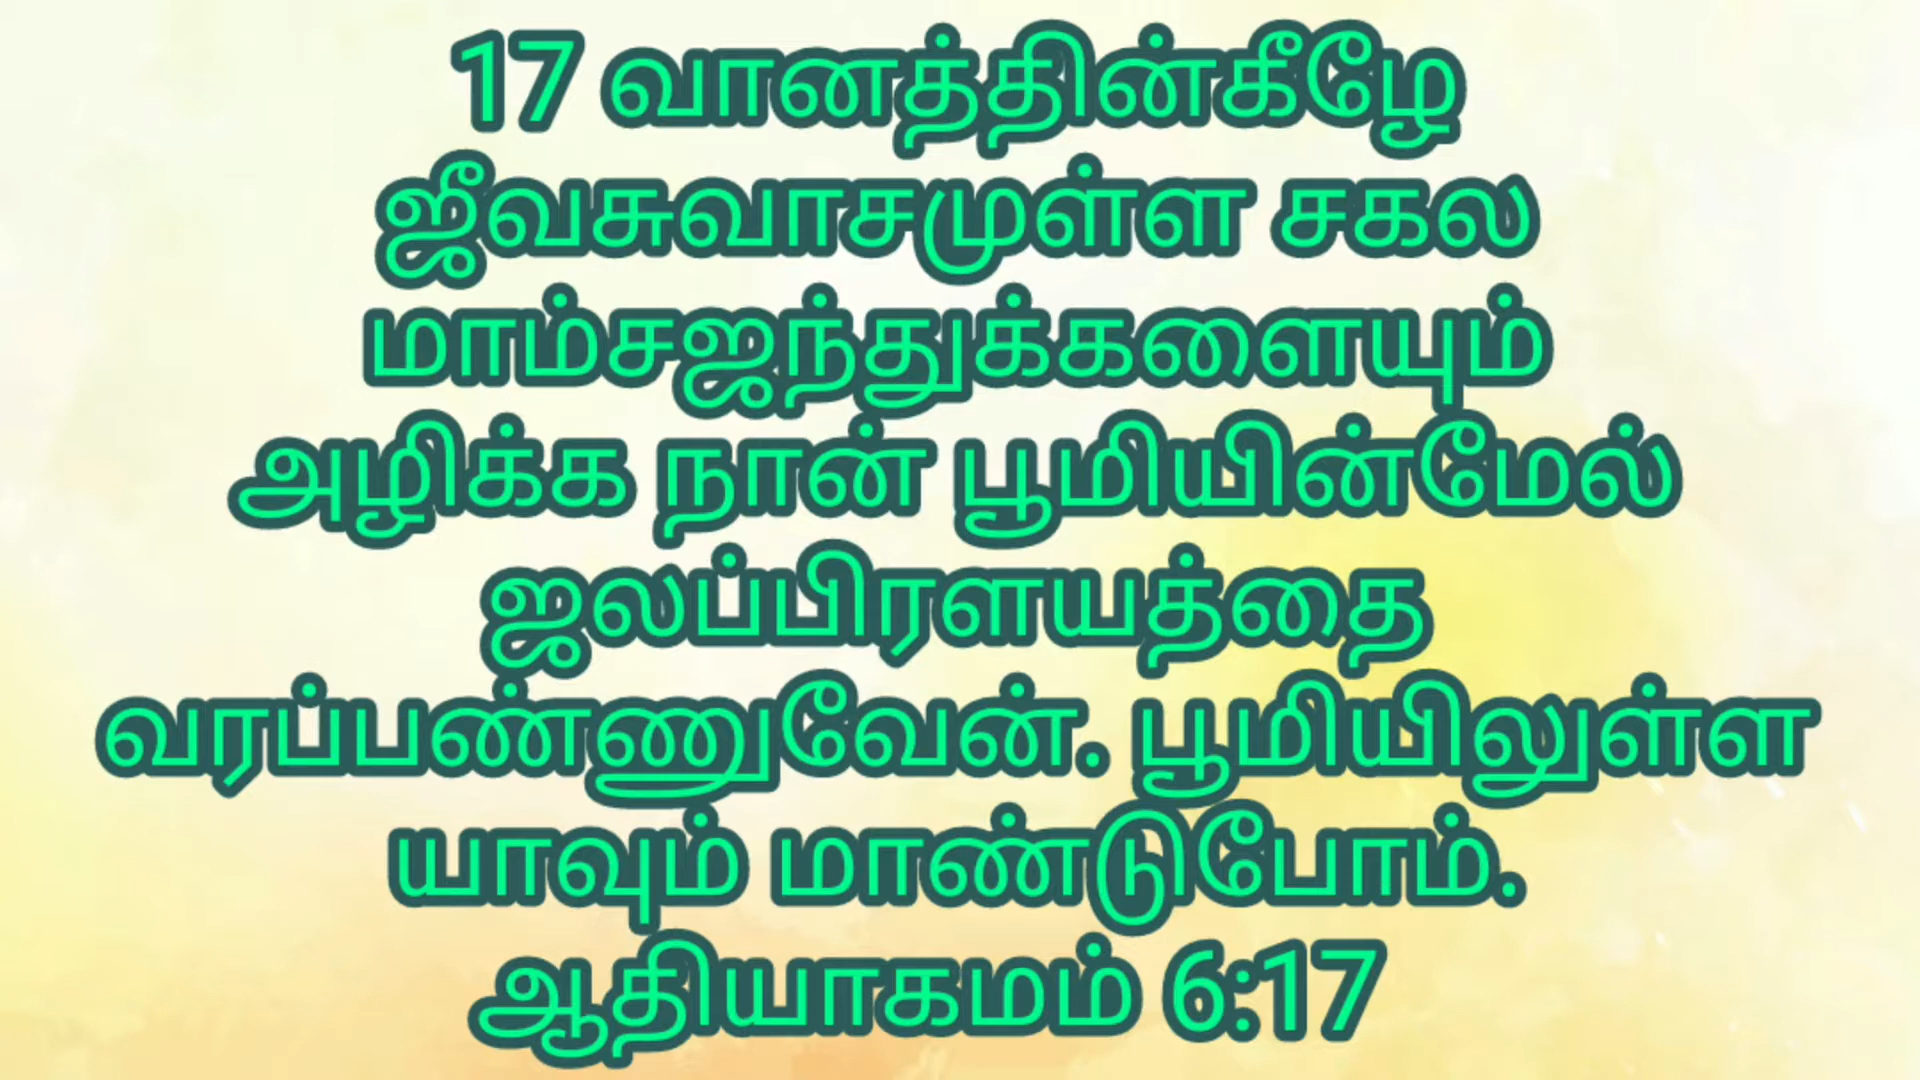 17 வானத்தின்கீழே
ஜீவசுவாசமுள்ள சகல
மாம்சஜந்துக்களையும்
அழிக்க நான் பூமியின்மேல்
ஜலப்பிரளயத்தை
வரப்பண்ணுவேன். பூமியிலுள்ள
யாவும் மாண்டுபோம்.
ஆதியாகமம் 6:17